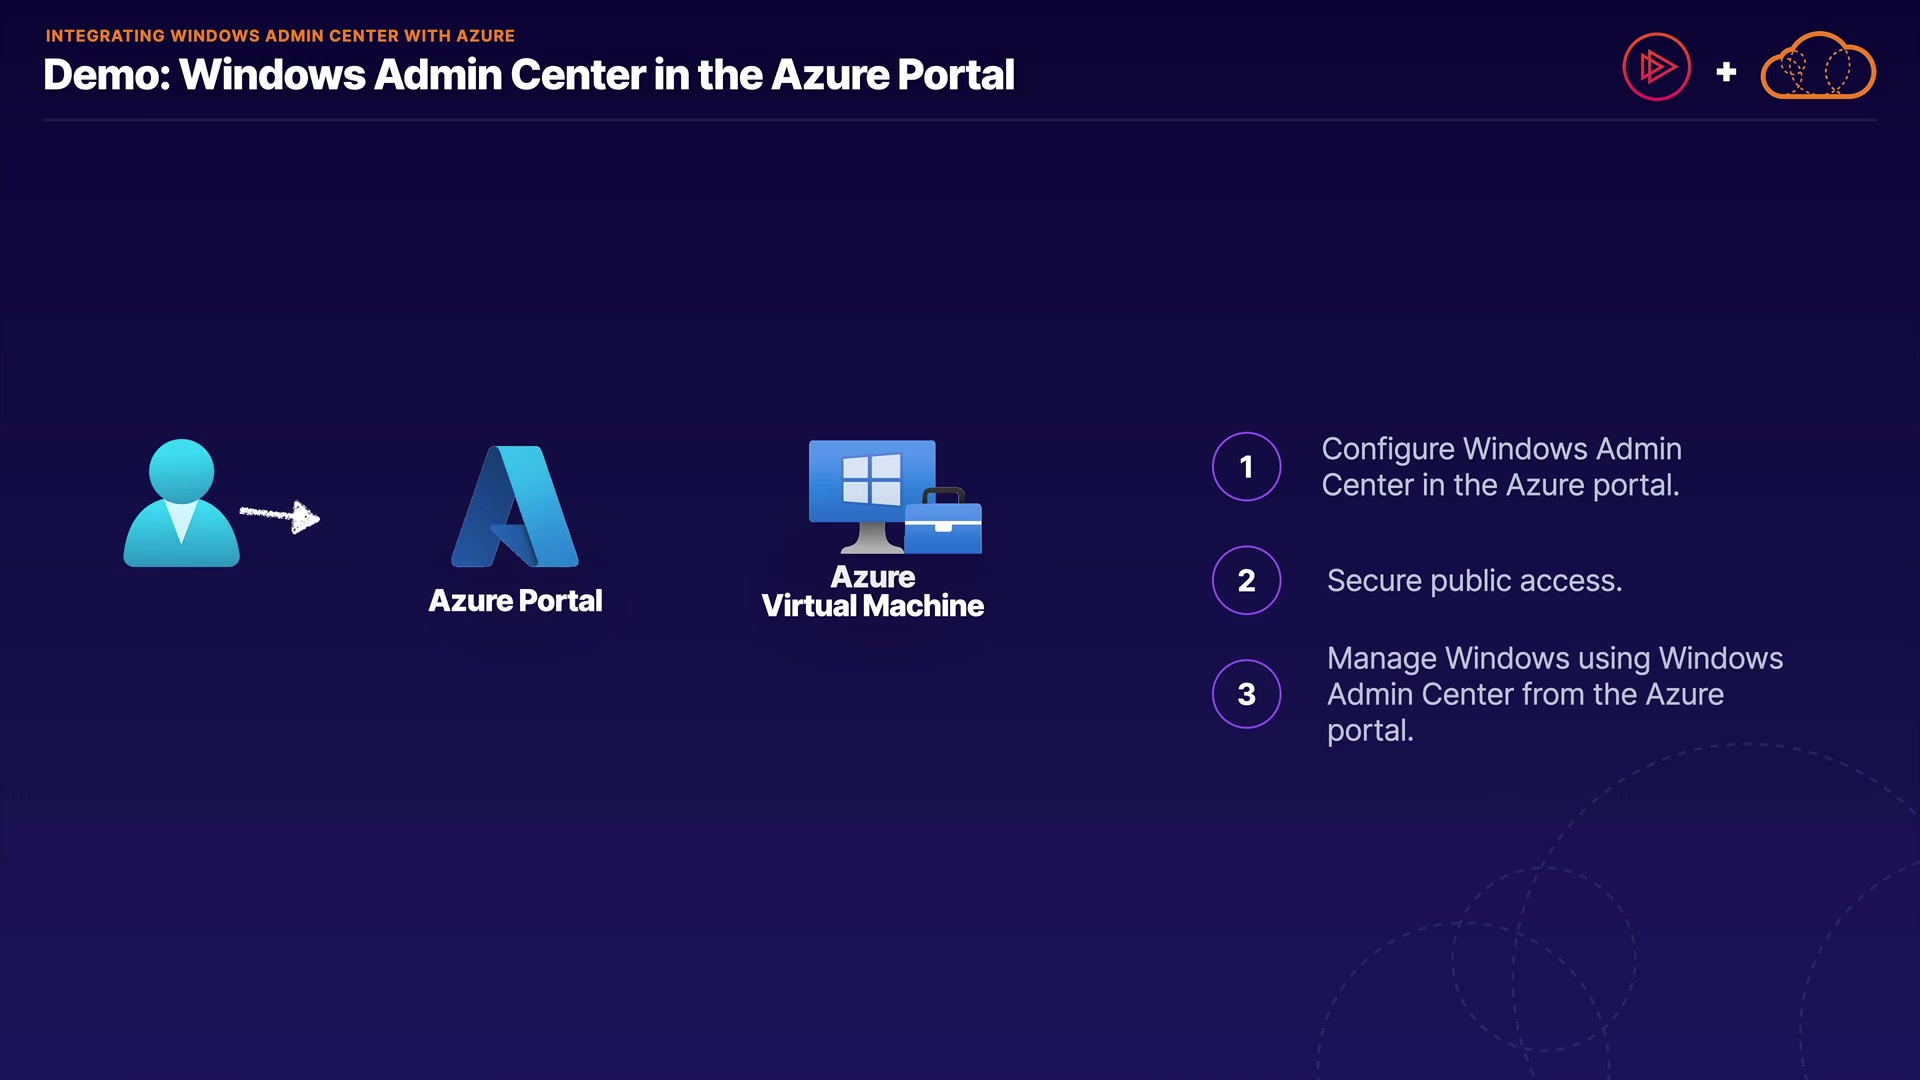 INTEGRATING WINDOWS ADMIN CENTER WITH AZURE
Demo: Windows Admin Center in the Azure Portal
+
Azure Portal
Azure
Virtual Machine
1
Configure Windows Admin
Center in the Azure portal.
2
Secure public access.
3
Manage Windows using Windows
Admin Center from the Azure
portal.